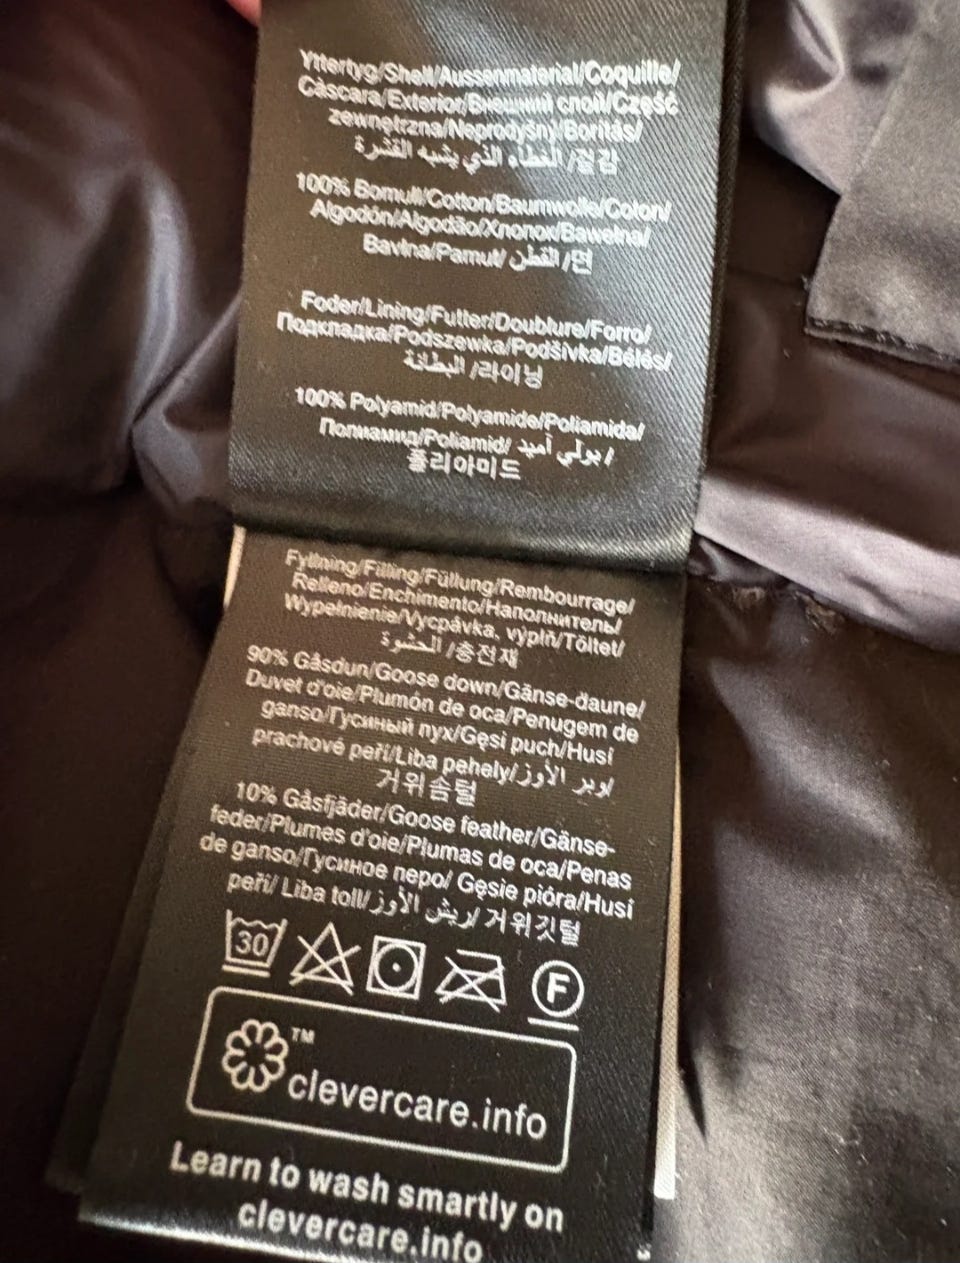 Yttertyg/Shell/Aussenmaterial/Coquille/
Cáscara/Exterior/Внешний слой/Część
zewnętrzna/Neprodyšný/Borítás/
الغطاء الذي يشبه القشرة /겉감
100% Bomull/Cotton/Baumwolle/Coton/
Algodón/Algodão/Хлопок/Bawełna/
Bavlna/Pamut/ القطن /면
Foder/Lining/Futter/Doublure/Forro/
Подкладка/Podszewka/Podšívka/Bélés/
البطانة /라이닝
100% Polyamid/Polyamide/Poliamida/
Полиамид/Poliamid/ بولي أميد /
폴리아미드
Fyllning/Filling/Füllung/Rembourrage/
Relleno/Enchimento/Наполнитель/
Wypełnienie/Vycpávka, výplň/Töltet/
الحشوة /충전재
90% Gåsdun/Goose down/Gänse-daune/
Duvet d'oie/Plumón de oca/Penugem de
ganso/Гусиный пух/Gęsi puch/Husí
prachové peří/Liba pehely/وبر الأوز/
거위솜털
10% Gåsfjäder/Goose feather/Gänse-
feder/Plumes d'oie/Plumas de oca/Penas
de ganso/Гусиное перо/ Gęsie pióra/Husí
peří/ Liba toll/ريش الأوز/ 거위깃털
30 F
TM
clevercare.info
Learn to wash smartly on
clevercare.info